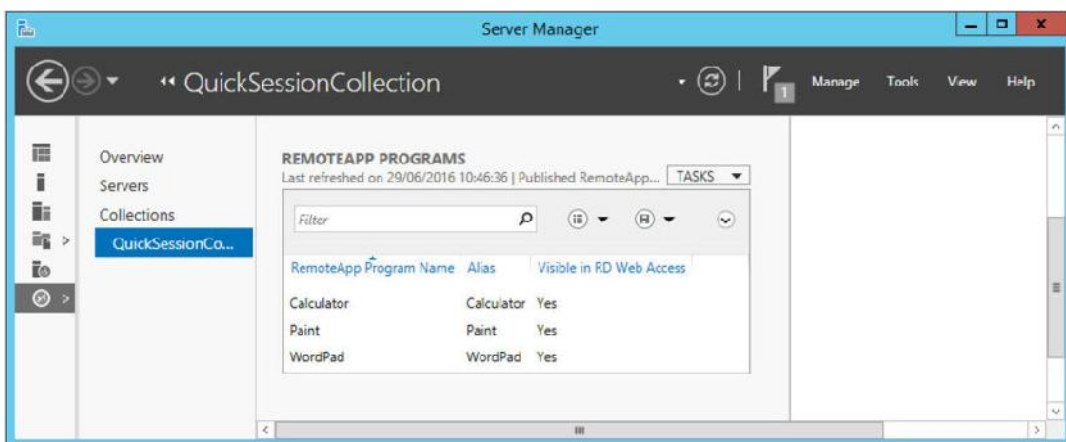 Server Manager
QuickSessionCollection
1
Manage Tools View Help
Overview
Servers
Collections
QuickSessionCo...
REMOTEAPP PROGRAMS
Last refreshed on 29/06/2016 10:46:36 | Published RemoteApp...
TASKS
Filter
RemoteApp Program Name Alias Visible in RD Web Access
Calculator Calculator Yes
Paint Paint Yes
WordPad WordPad Yes